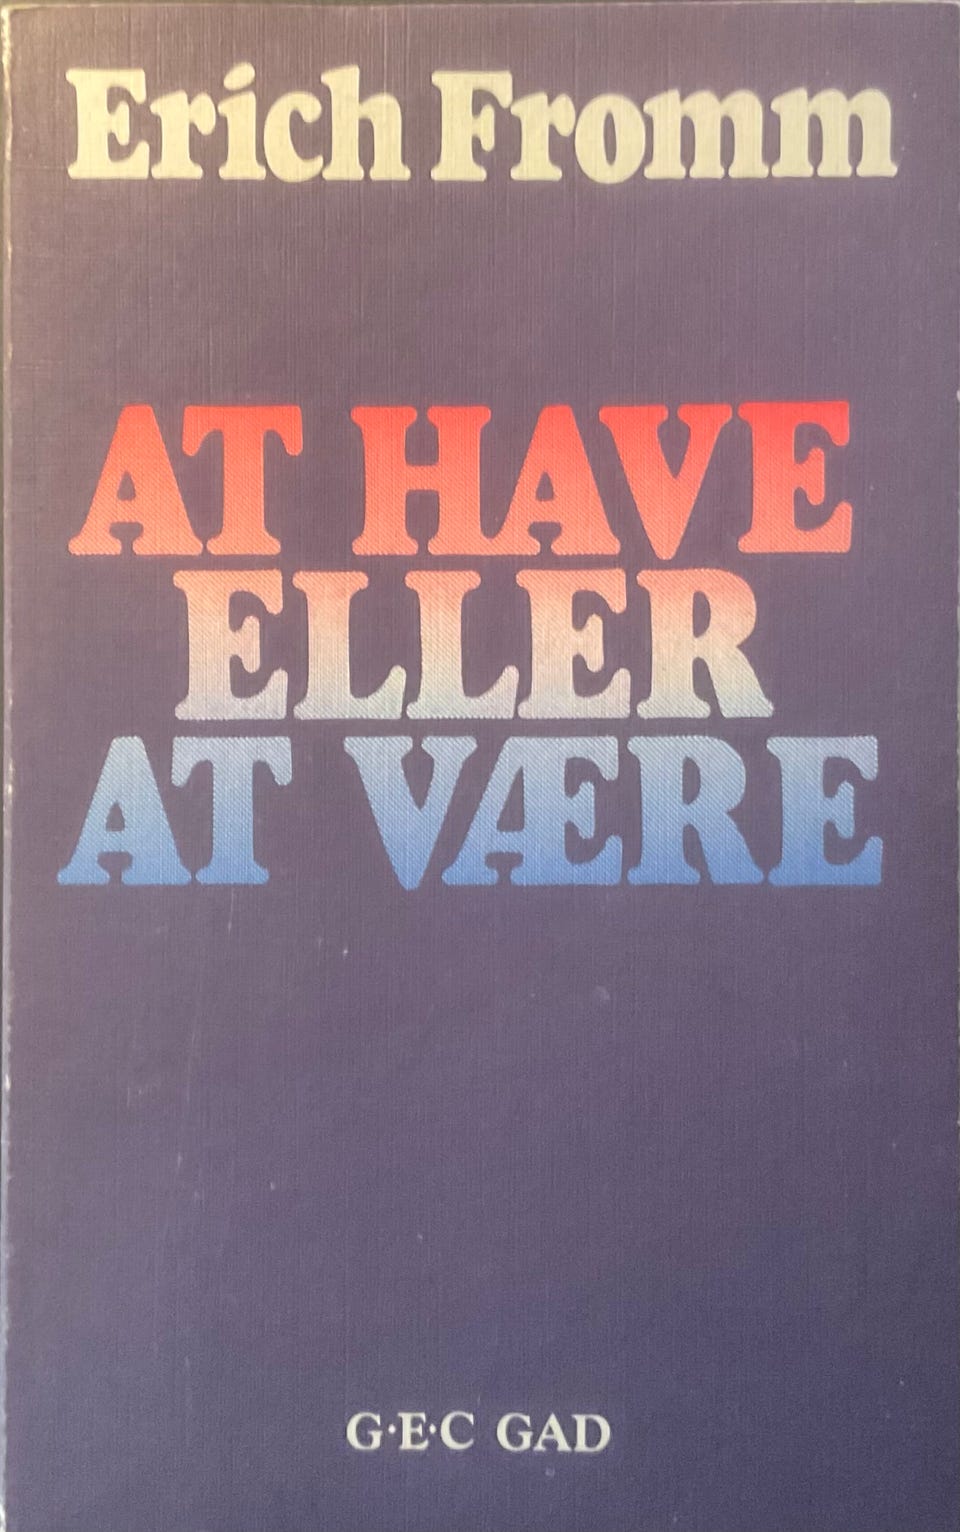 Erich Fromm
AT HAVE
ELLER
AT VÆRE
G·E·C GAD